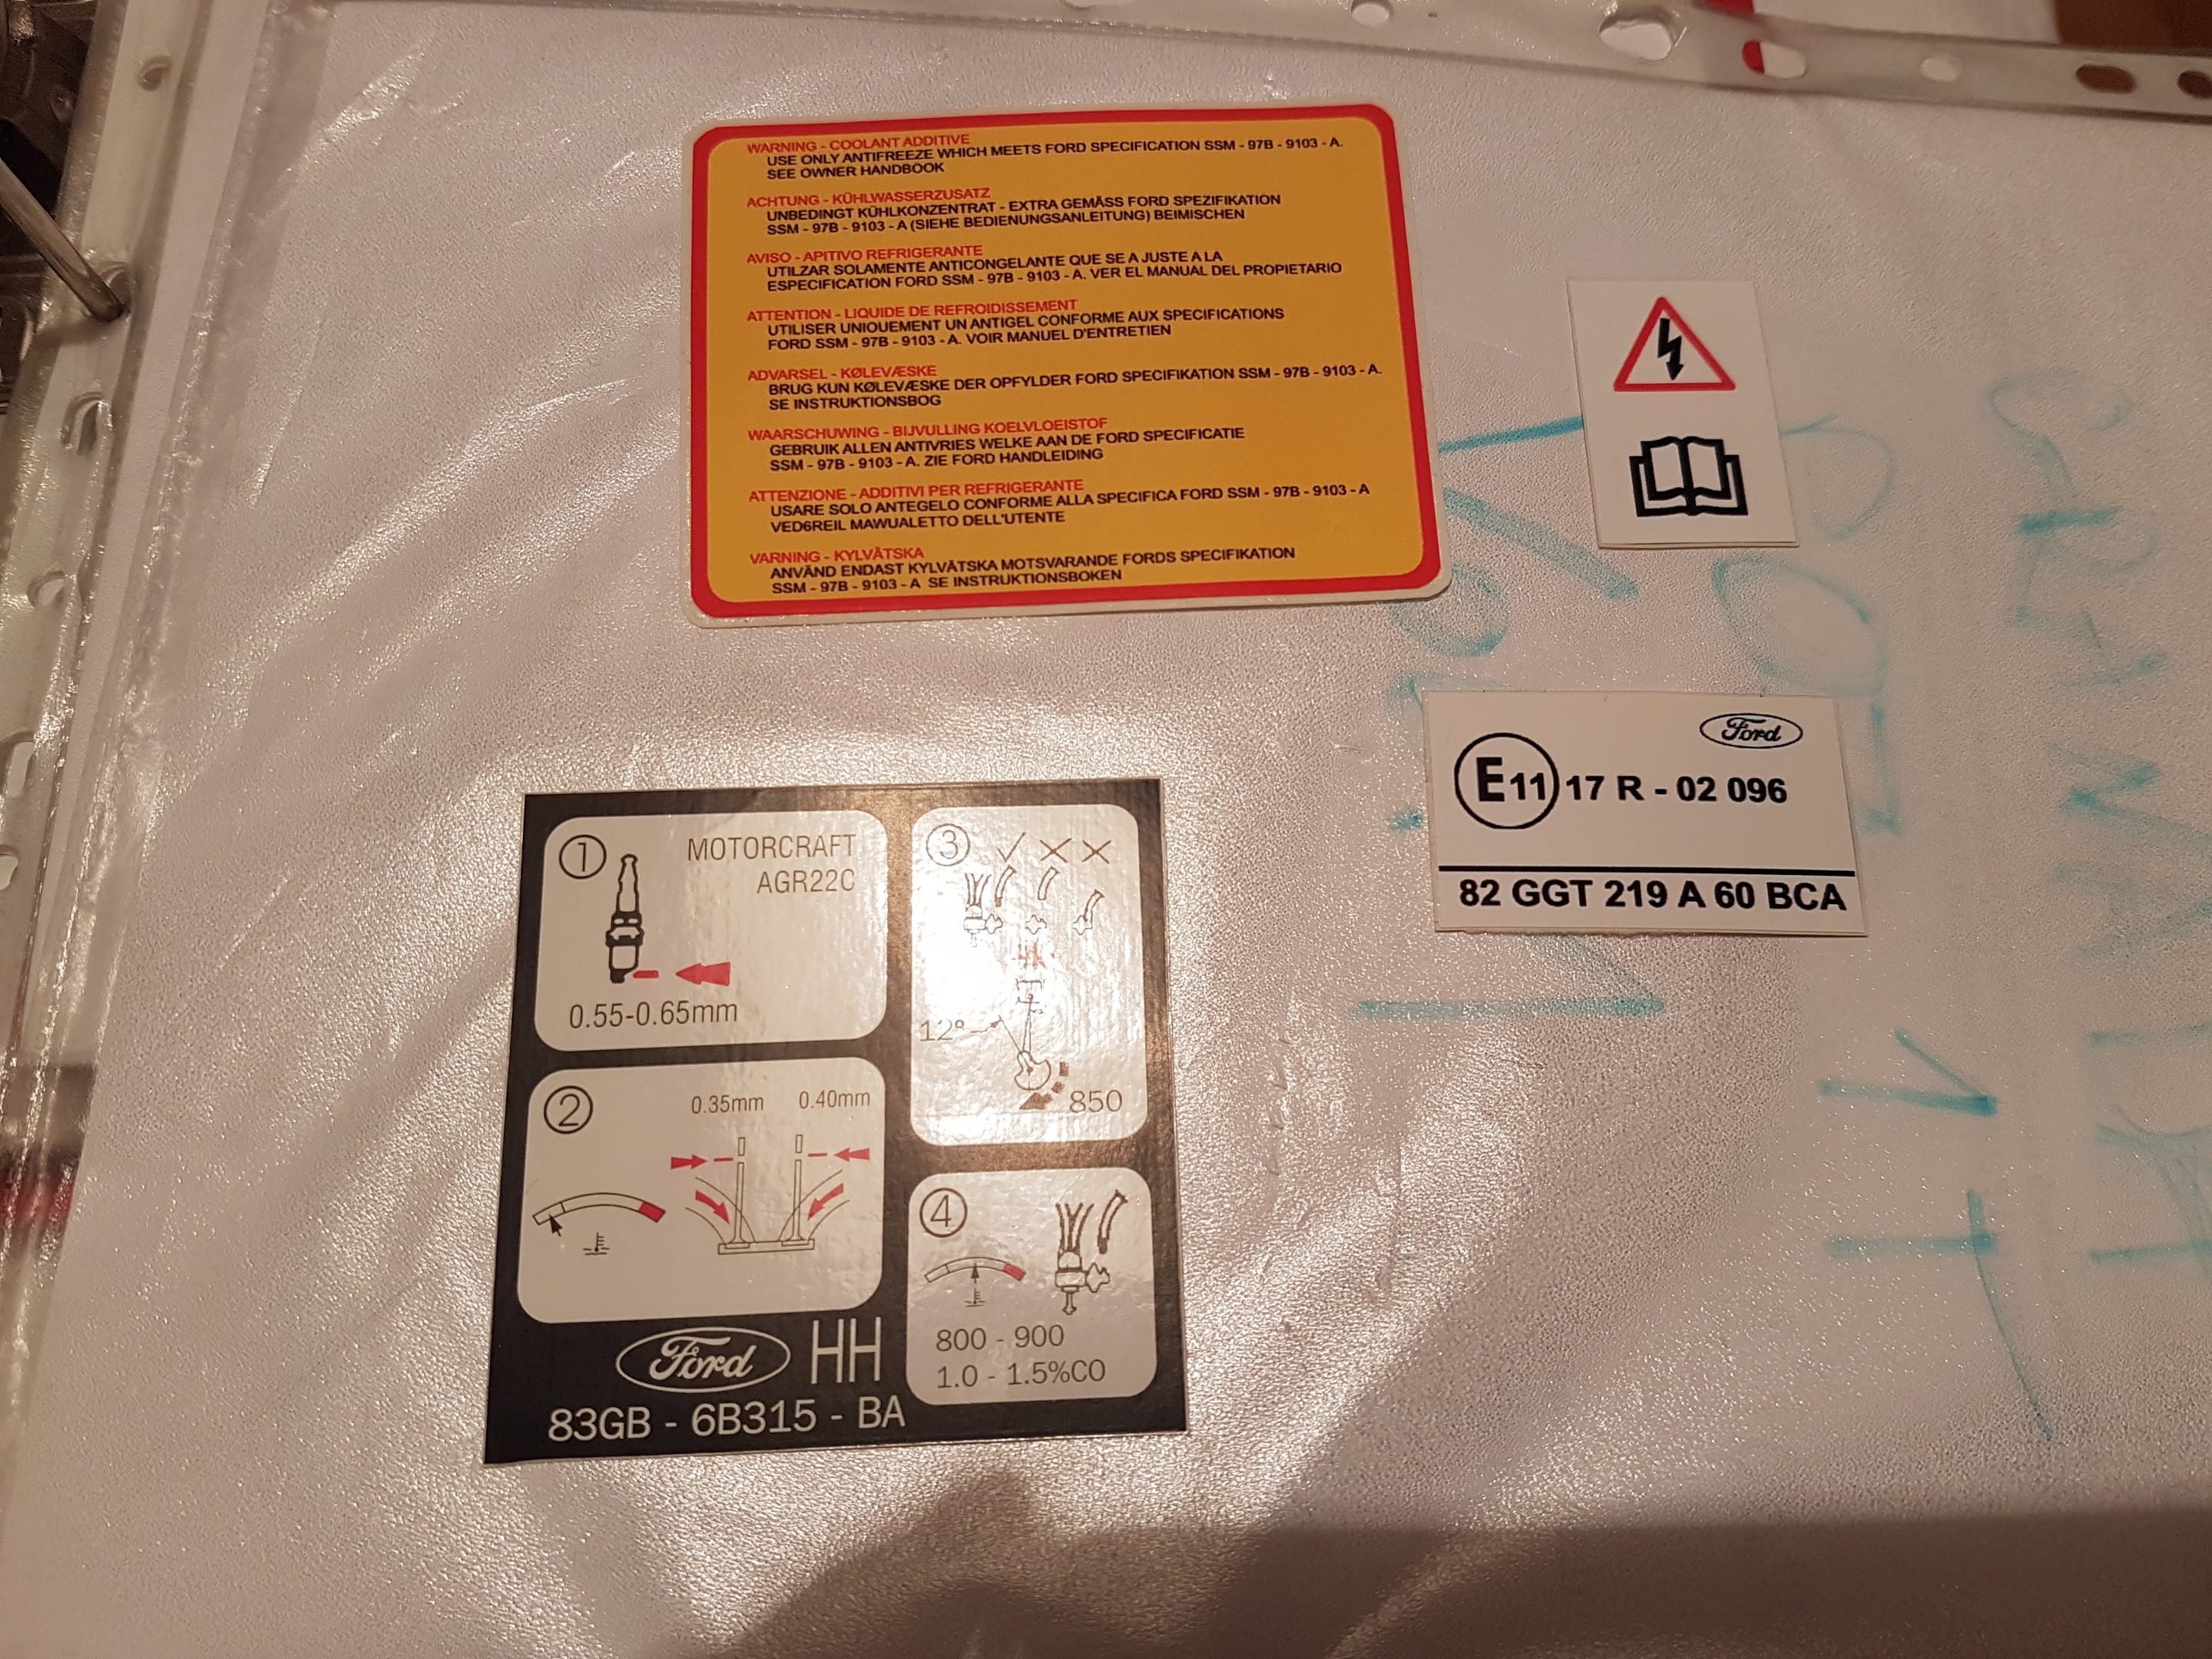 WARNING - COOLANT ADDITIVE
USE ONLY ANTIFREEZE WHICH MEETS FORD SPECIFICATION SSM - 97B - 9103 - A.
SEE OWNER HANDBOOK
ACHTUNG - KÜHLWASSERZUSATZ
UNBEDINGT KÜHLKONZENTRAT - EXTRA GEMÄSS FORD SPEZIFIKATION
SSM - 97B - 9103 - A (SIEHE BEDIENUNGSANLEITUNG) BEIMISCHEN
AVISO - APITIVO REFRIGERANTE
UTILZAR SOLAMENTE ANTICONGELANTE QUE SE A JUSTE A LA
ESPECIFICATION FORD SSM - 97B - 9103 - A. VER EL MANUAL DEL PROPIETARIO
ATTENTION - LIQUIDE DE REFROIDISSEMENT
UTILISER UNIOUEMENT UN ANTIGEL CONFORME AUX SPECIFICATIONS
FORD SSM - 97B - 9103 - A. VOIR MANUEL D'ENTRETIEN
ADVARSEL - KØLEVÆSKE
BRUG KUN KØLEVÆSKE DER OPFYLDER FORD SPECIFIKATION SSM - 97B - 9103 - A.
SE INSTRUKTIONSBOG
WAARSCHUWING - BIJVULLING KOELVLOEISTOF
GEBRUIK ALLEN ANTIVRIES WELKE AAN DE FORD SPECIFICATIE
SSM - 97B - 9103 - A. ZIE FORD HANDLEIDING
ATTENZIONE - ADDITIVI PER REFRIGERANTE
USARE SOLO ANTEGELO CONFORME ALLA SPECIFICA FORD SSM - 97B - 9103 - A
VED6REIL MAWUALETTO DELL'UTENTE
VARNING - KYLVÄTSKA
ANVÄND ENDAST KYLVÄTSKA MOTSVARANDE FORDS SPECIFIKATION
SSM - 97B - 9103 - A SE INSTRUKTIONSBOKEN
Ford
E11 17 R - 02 096
82 GGT 219 A 60 BCA
1
MOTORCRAFT
AGR22C
0.55-0.65mm
2
0.35mm 0.40mm
3
12°
850
4
800 - 900
1.0 - 1.5%CO
Ford HH
83GB - 6B315 - BA